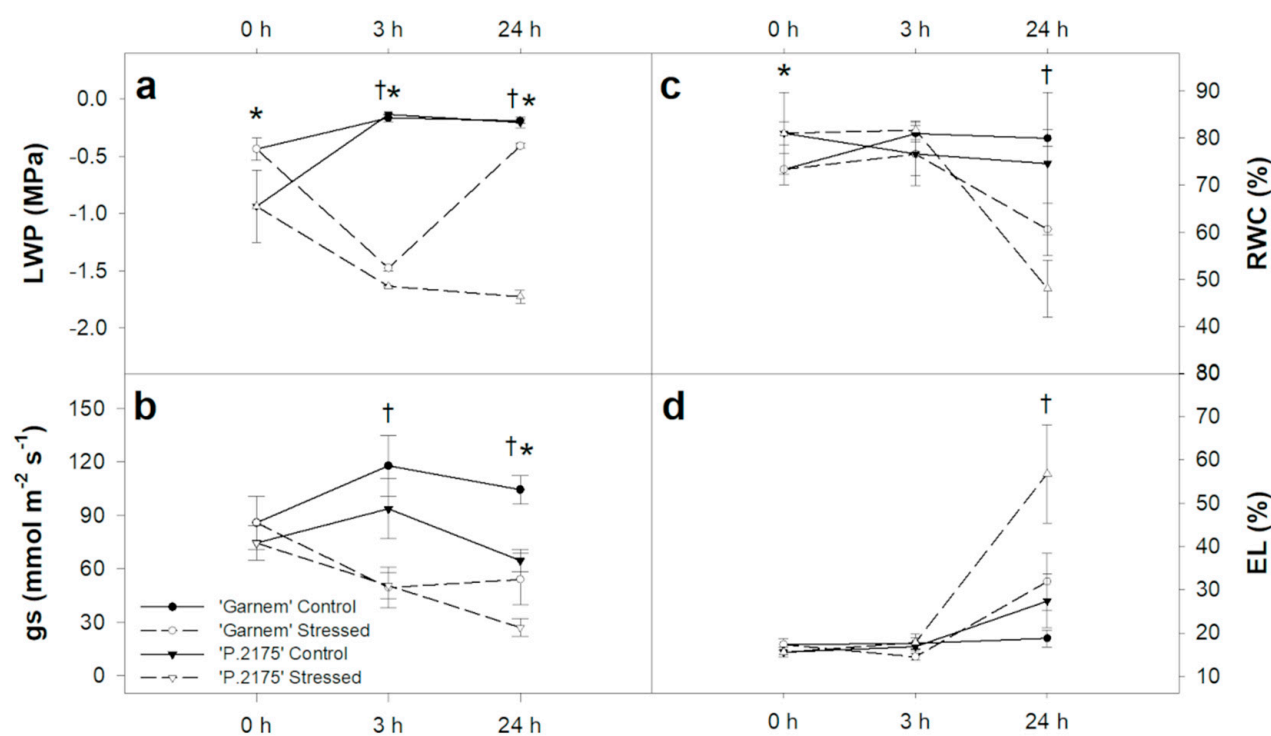 0 h 3 h 24 h 0 h 3 h 24 h
a
*
†*
†*
0.0
-0.5
-1.0
-1.5
-2.0
LWP (MPa)
c
*
†
90
80
70
60
50
40
30
RWC (%)
b
†
†*
150
120
90
60
30
0
gs (mmol m-2 s-1)
'Garnem' Control
'Garnem' Stressed
'P.2175' Control
'P.2175' Stressed
d
†
80
70
60
50
40
30
20
10
EL (%)
0 h 3 h 24 h 0 h 3 h 24 h